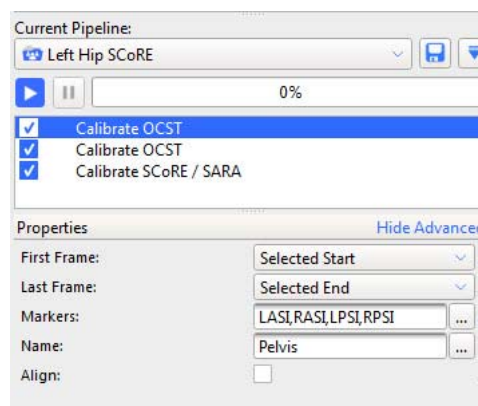 Current Pipeline:
Left Hip SCoRE
0%
Calibrate OCST
Calibrate OCST
Calibrate SCoRE / SARA
Properties Hide Advanced
First Frame: Selected Start
Last Frame: Selected End
Markers: LASI,RASI,LPSI,RPSI ...
Name: Pelvis ...
Align: